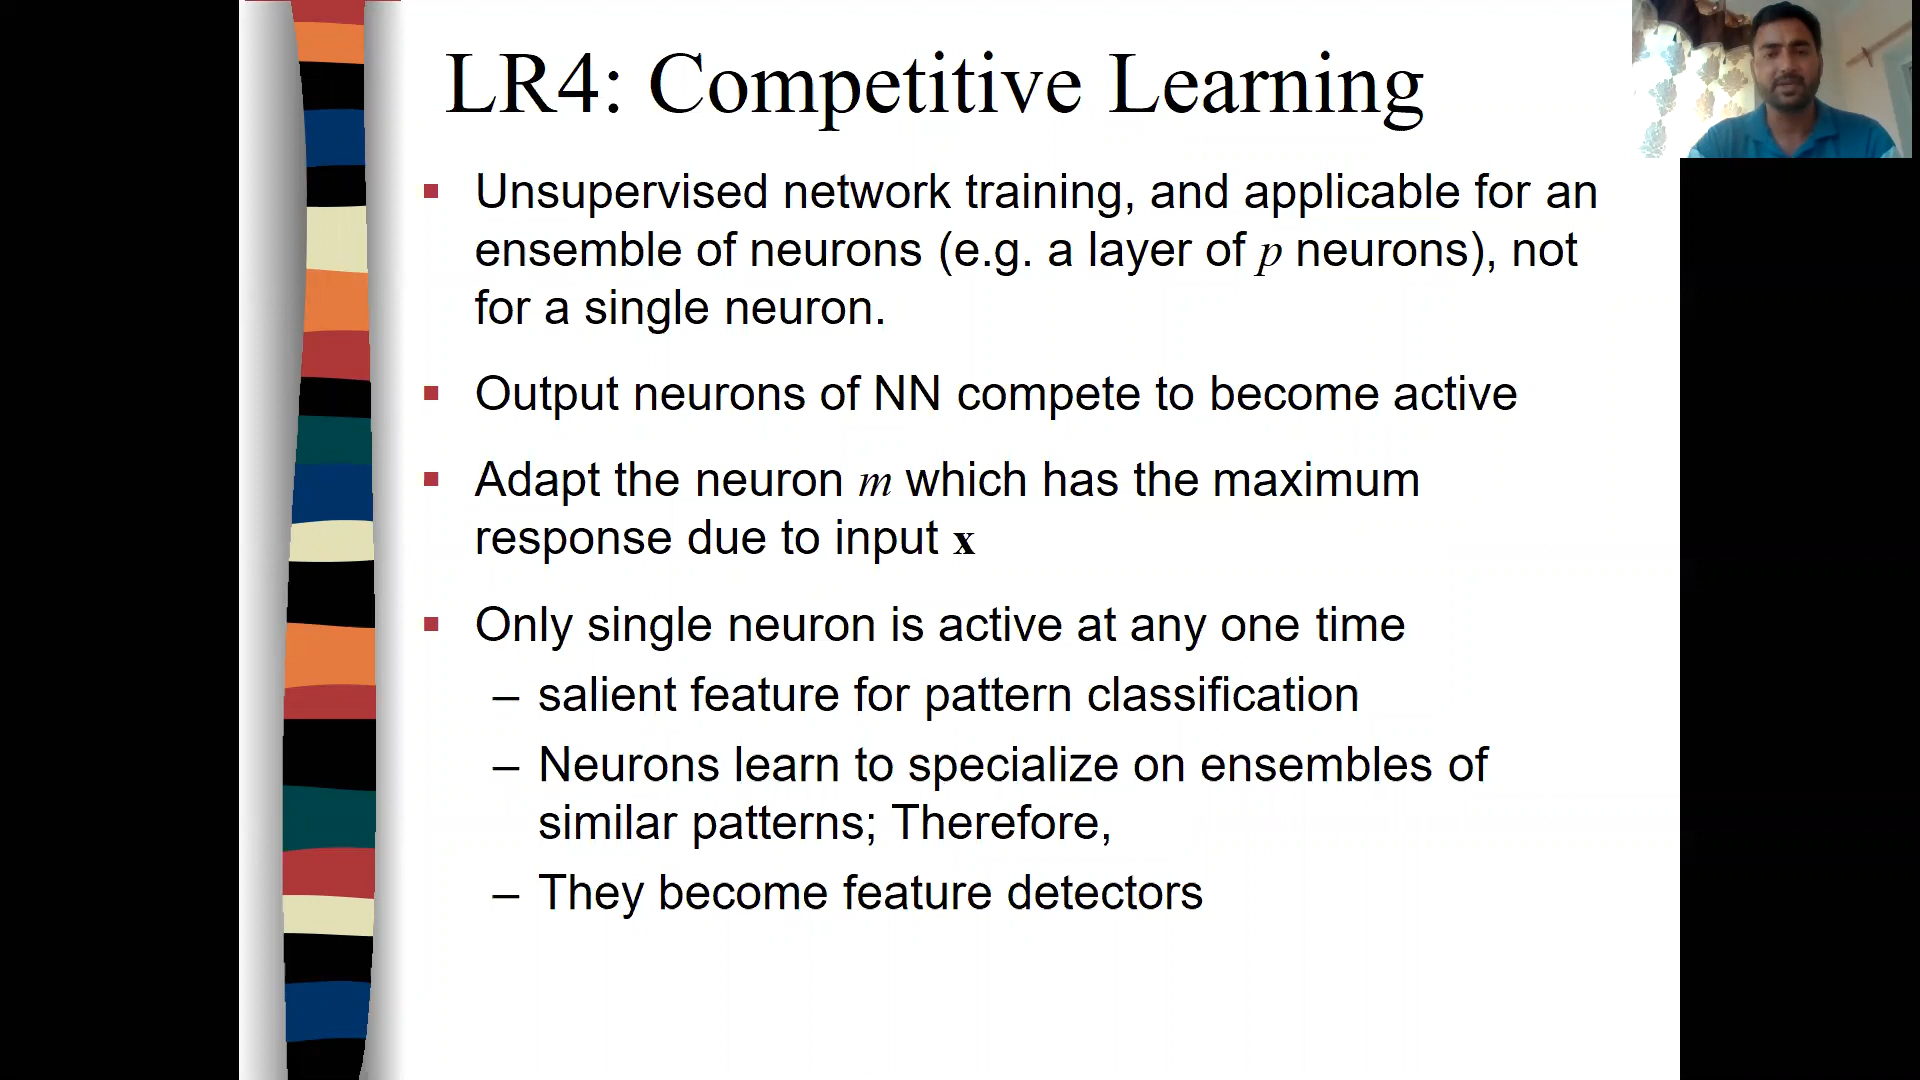 LR4: Competitive Learning
Unsupervised network training, and applicable for an
ensemble of neurons (e.g. a layer of p neurons), not
for a single neuron.
Output neurons of NN compete to become active
Adapt the neuron m which has the maximum
response due to input x
Only single neuron is active at any one time
– salient feature for pattern classification
– Neurons learn to specialize on ensembles of
similar patterns; Therefore,
– They become feature detectors